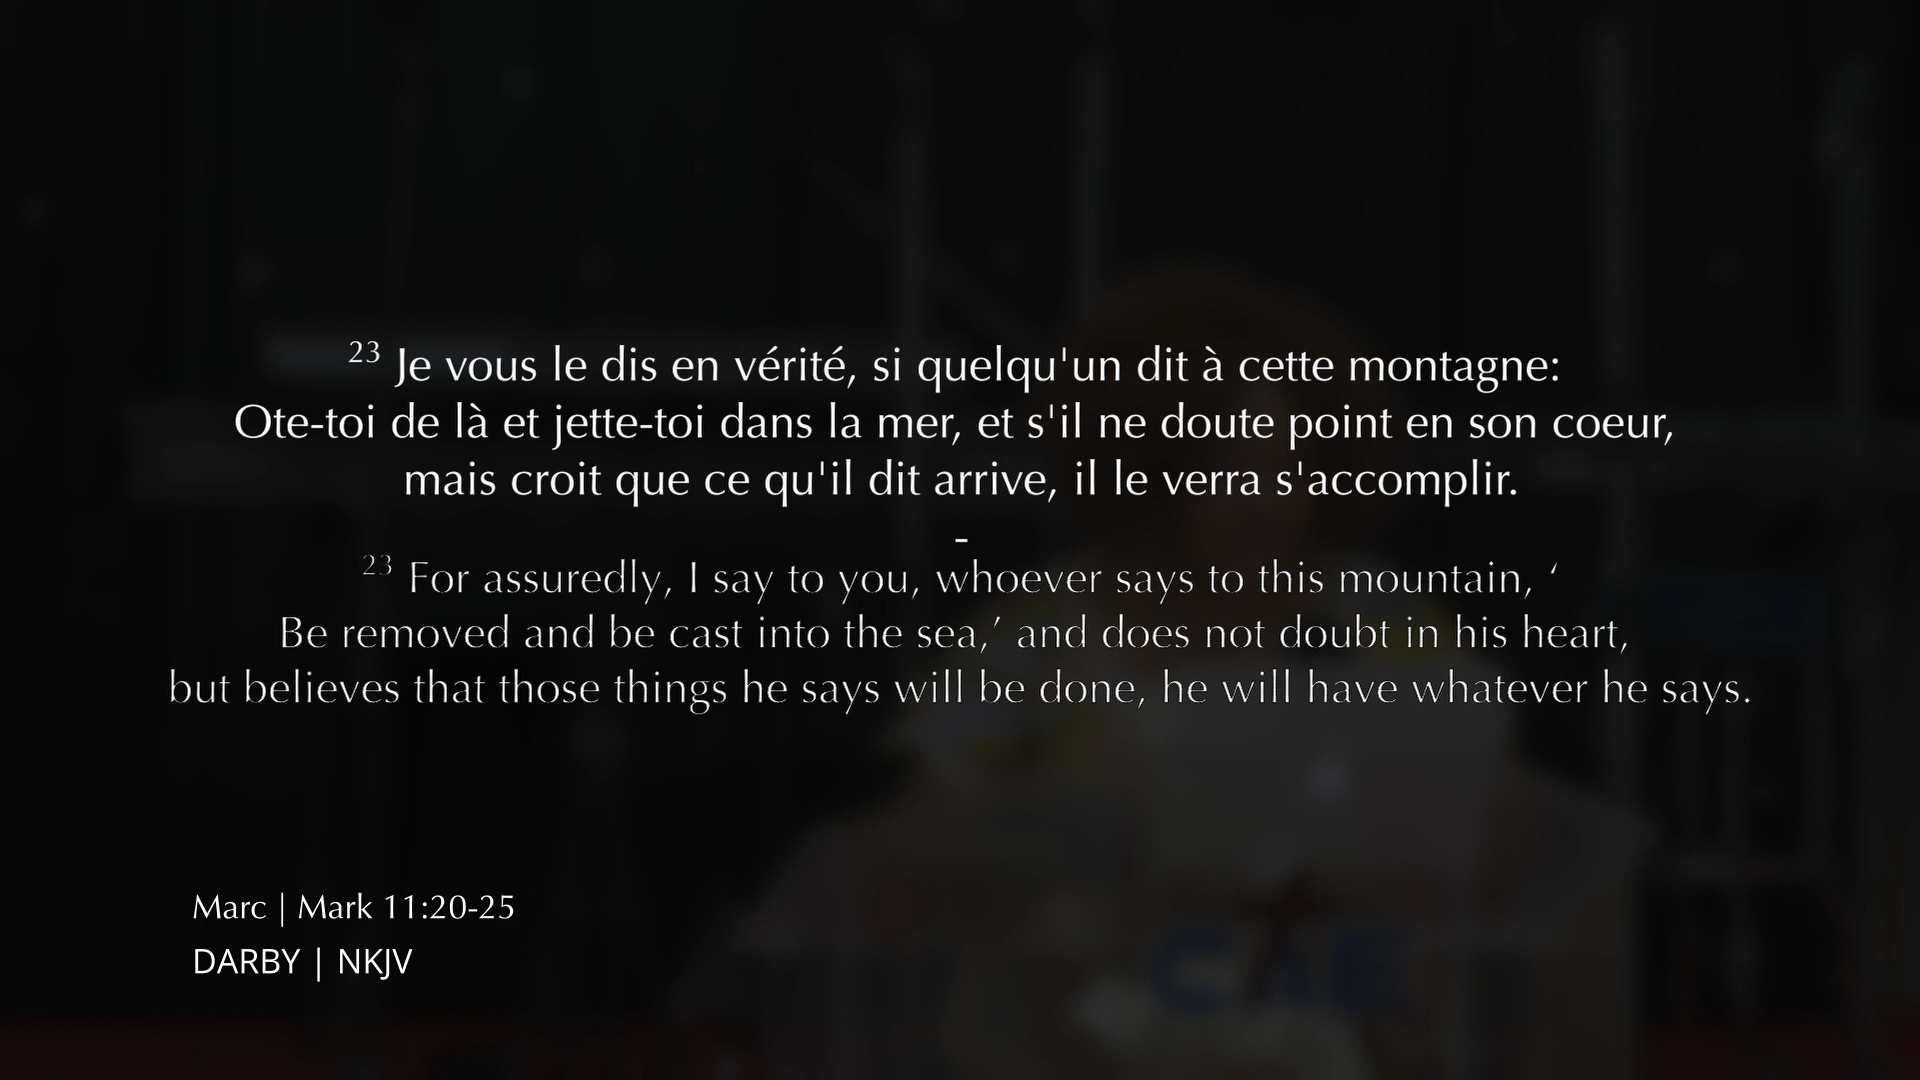 23 Je vous le dis en vérité, si quelqu'un dit à cette montagne:
Ote-toi de là et jette-toi dans la mer, et s'il ne doute point en son coeur,
mais croit que ce qu'il dit arrive, il le verra s'accomplir.
-
23 For assuredly, I say to you, whoever says to this mountain, ‘
Be removed and be cast into the sea,’ and does not doubt in his heart,
but believes that those things he says will be done, he will have whatever he says.
Marc | Mark 11:20-25
DARBY | NKJV